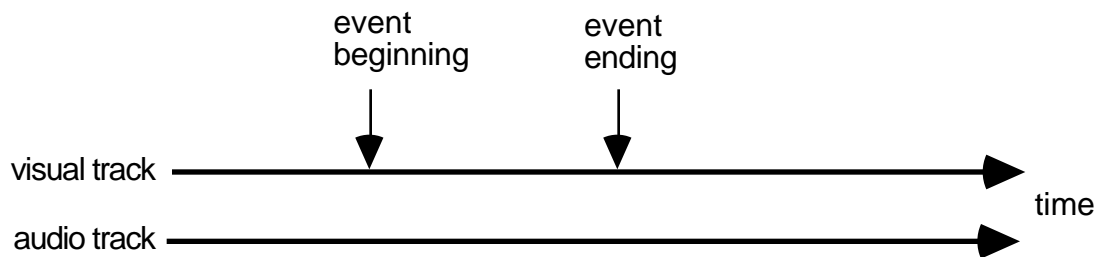 event
beginning
event
ending
visual track
time
audio track